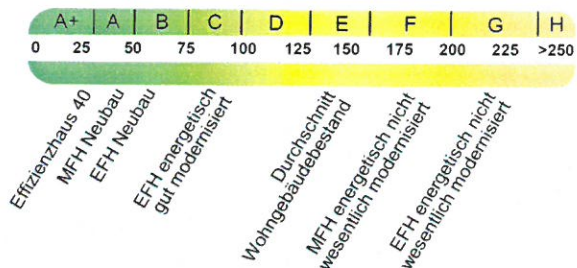 A+ | A | B | C | D | E | F | G | H
0 25 50 75 100 125 150 175 200 225 >250
Effizienzhaus 40
MFH Neubau
EFH Neubau
EFH energetisch
gut modernisiert
Durchschnitt
Wohngebäudebestand
MFH energetisch nicht
wesentlich modernisiert
EFH energetisch nicht
wesentlich modernisiert